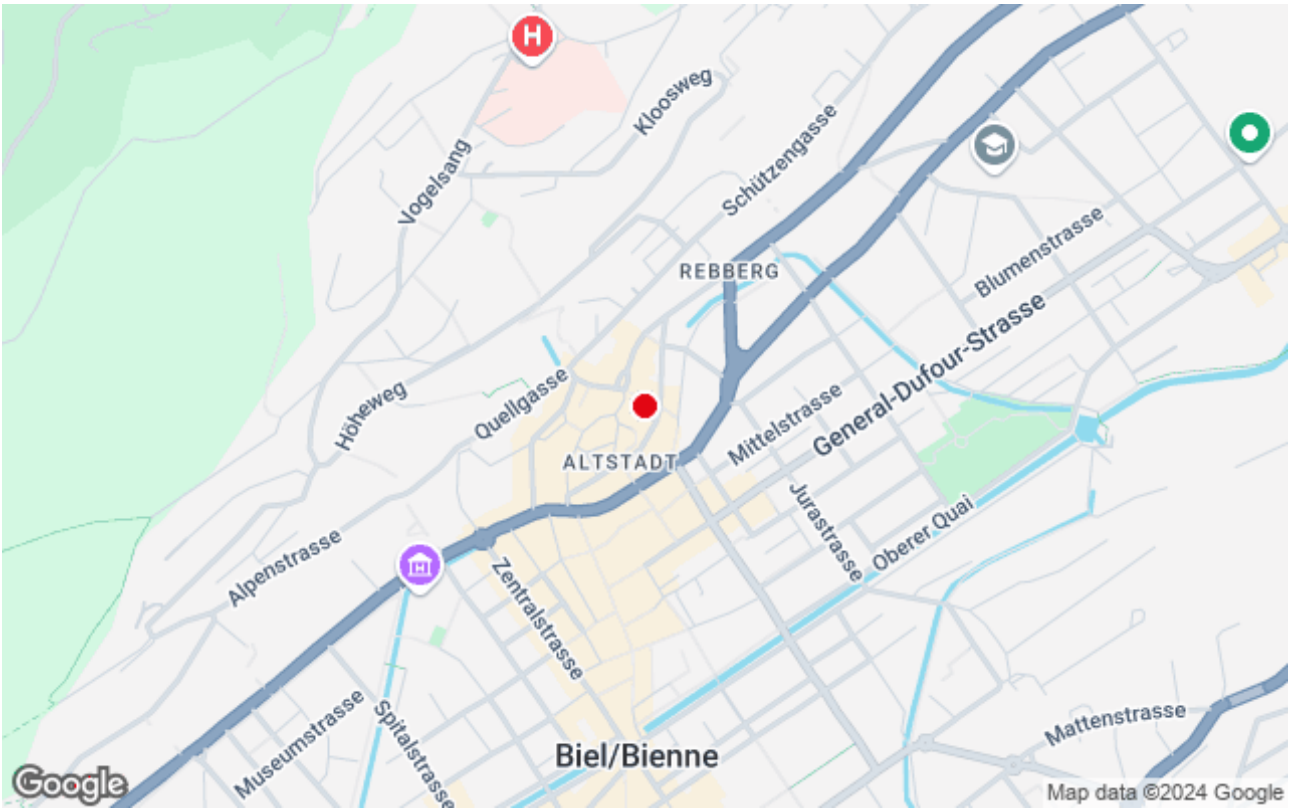 H
Kloosweg
Vogelsang
Schützengasse
REBBERG
Blumenstrasse
General-Dufour-Strasse
Höheweg
Quellgasse
Mittelstrasse
ALTSTADT
Jurastrasse
Oberer Quai
Alpenstrasse
Zentralstrasse
Museumstrasse
Spitalstrasse
Mattenstrasse
Biel/Bienne
Google
Map data ©2024 Google